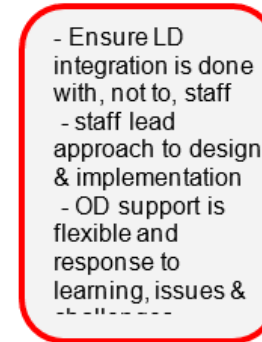 - Ensure LD
integration is done
with, not to, staff
- staff lead
approach to design
& implementation
- OD support is
flexible and
response to
learning, issues &